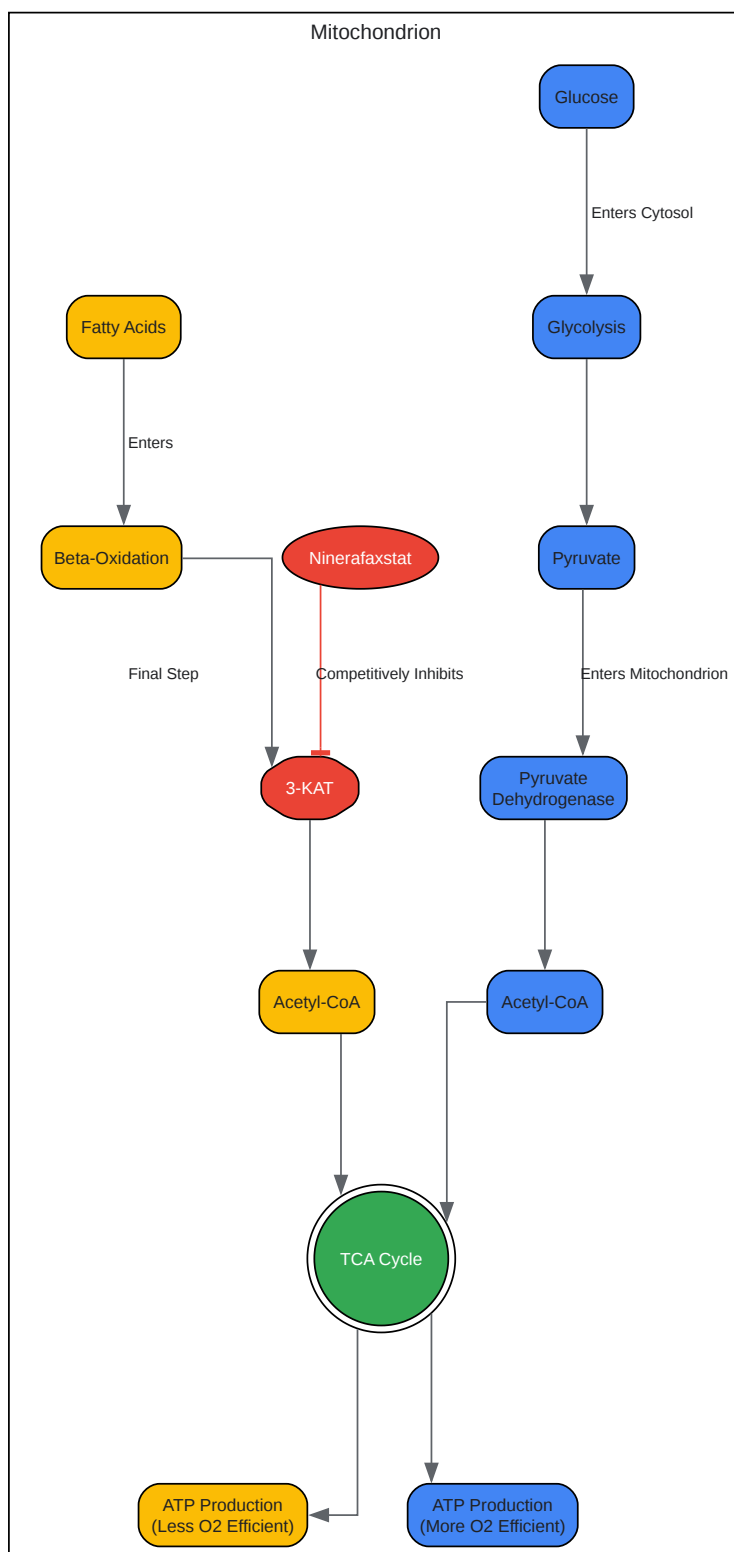 Mitochondrion
Glucose
Enters Cytosol
Fatty Acids
Glycolysis
Enters
Beta-Oxidation
Ninerafaxstat
Pyruvate
Final Step
Competitively Inhibits
Enters Mitochondrion
3-KAT
Pyruvate
Dehydrogenase
Acetyl-CoA
Acetyl-CoA
TCA Cycle
ATP Production
(Less O2 Efficient)
ATP Production
(More O2 Efficient)